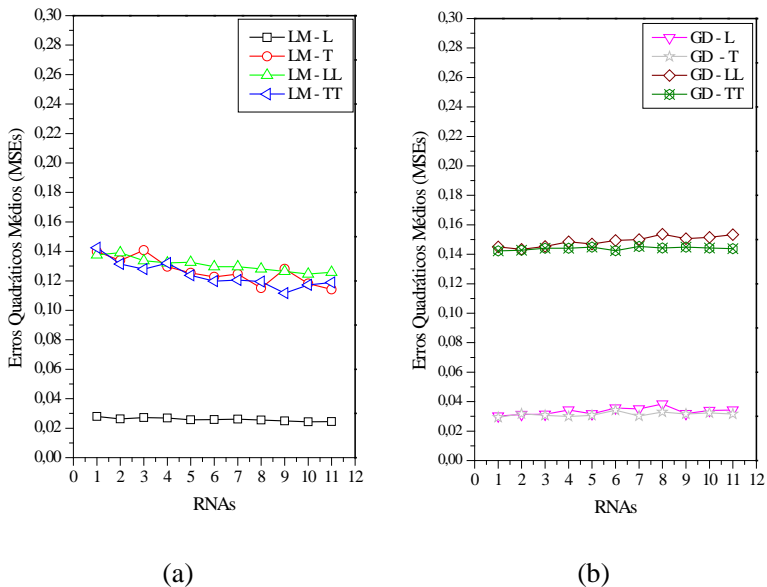 0,30
0,28
0,26
0,24
0,22
0,20
0,18
0,16
0,14
0,12
0,10
0,08
0,06
0,04
0,02
0,00
Erros Quadráticos Médios (MSEs)
LM - L
LM - T
LM - LL
LM - TT
0 1 2 3 4 5 6 7 8 9 10 11 12
RNAs
(a)
0,30
0,28
0,26
0,24
0,22
0,20
0,18
0,16
0,14
0,12
0,10
0,08
0,06
0,04
0,02
0,00
Erros Quadráticos Médios (MSEs)
GD - L
GD - T
GD - LL
GD - TT
0 1 2 3 4 5 6 7 8 9 10 11 12
RNAs
(b)